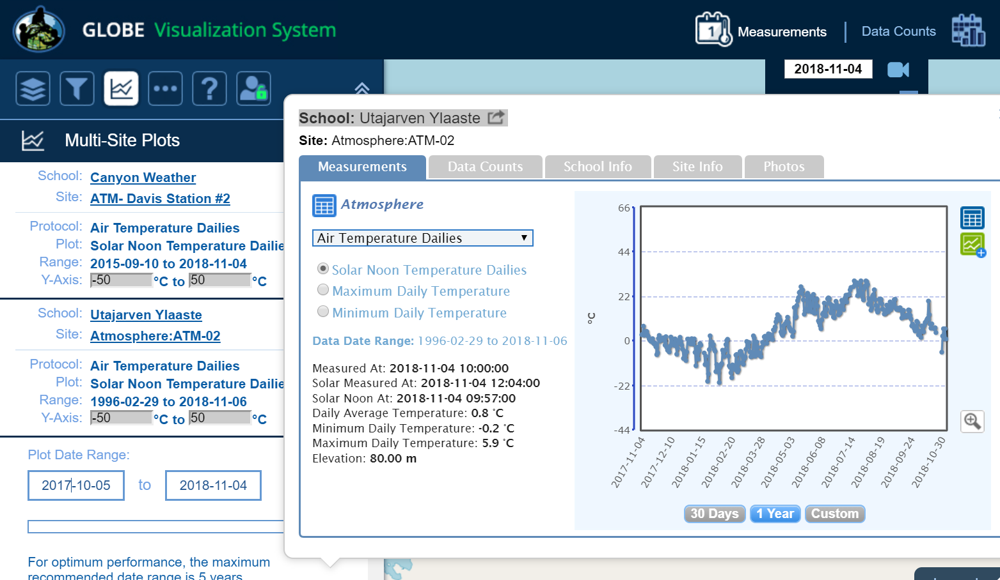 GLOBE Visualization System
1 Measurements
Data Counts
2018-11-04
?
Multi-Site Plots
School: Canyon Weather
Site: ATM- Davis Station #2
Protocol: Air Temperature Dailies
Plot: Solar Noon Temperature Dailie
Range: 2015-09-10 to 2018-11-04
Y-Axis: -50 °C to 50 °C
School: Utajarven Ylaaste
Site: Atmosphere:ATM-02
Protocol: Air Temperature Dailies
Plot: Solar Noon Temperature Dailie
Range: 1996-02-29 to 2018-11-06
Y-Axis: -50 °C to 50 °C
Plot Date Range:
2017-10-05 to 2018-11-04
For optimum performance, the maximum
recommended date range is 5 years
School: Utajarven Ylaaste
Site: Atmosphere:ATM-02
Measurements
Data Counts
School Info
Site Info
Photos
Atmosphere
Air Temperature Dailies
Solar Noon Temperature Dailies
Maximum Daily Temperature
Minimum Daily Temperature
Data Date Range: 1996-02-29 to 2018-11-06
Measured At: 2018-11-04 10:00:00
Solar Measured At: 2018-11-04 12:04:00
Solar Noon At: 2018-11-04 09:57:00
Daily Average Temperature: 0.8 °C
Minimum Daily Temperature: -0.2 °C
Maximum Daily Temperature: 5.9 °C
Elevation: 80.00 m
°C
66
44
22
0
-22
-44
2017-11-04
2017-12-10
2018-01-15
2018-02-20
2018-03-28
2018-05-03
2018-06-08
2018-07-14
2018-08-19
2018-09-24
2018-10-30
30 Days
1 Year
Custom